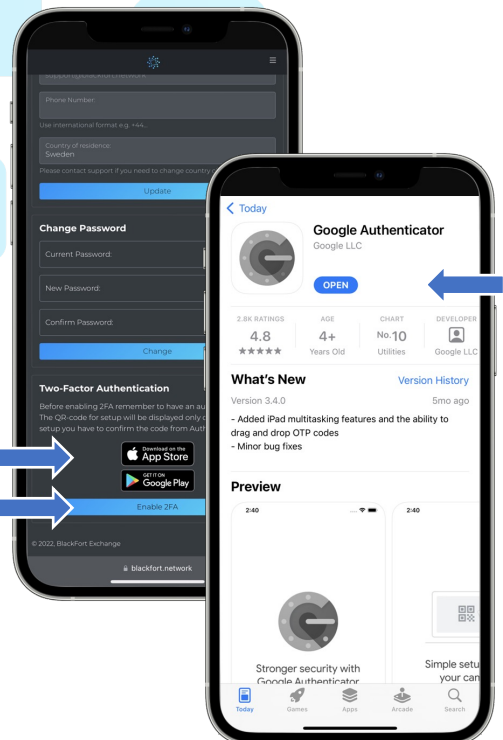 support@blackfort.network
Phone Number:
Use international format e.g. +44...
Country of residence:
Sweden
Please contact support if you need to change country
Update
Change Password
Current Password:
New Password:
Confirm Password:
Change
Two-Factor Authentication
Before enabling 2FA remember to have an au
The QR-code for setup will be displayed only
setup you have to confirm the code from Auth
Download on the
App Store
GET IT ON
Google Play
Enable 2FA
© 2022, BlackFort Exchange
blackfort.network
Today
Google Authenticator
Google LLC
OPEN
2.8K RATINGS AGE CHART DEVELOPER
4.8 4+ No.10
★★★★★ Years Old Utilities Google LLC
What's New Version History
Version 3.4.0 5mo ago
- Added iPad multitasking features and the ability to
drag and drop OTP codes
- Minor bug fixes
Preview
2:40 2:40
Stronger security with
Google Authenticator
Simple setu
your can
Today Games Apps Arcade Search